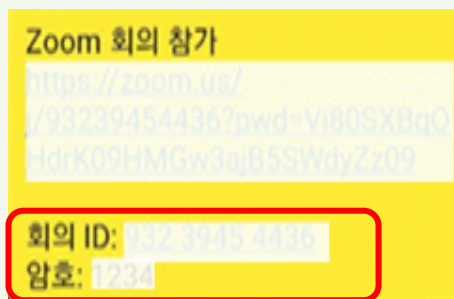 Zoom 회의 참가
https://zoom.us/
j/93239454436?pwd=Vi80SXBqO
HdrK09HMGw3ajB5SWdyZz09
회의 ID: 932 3945 4436
암호: 1234